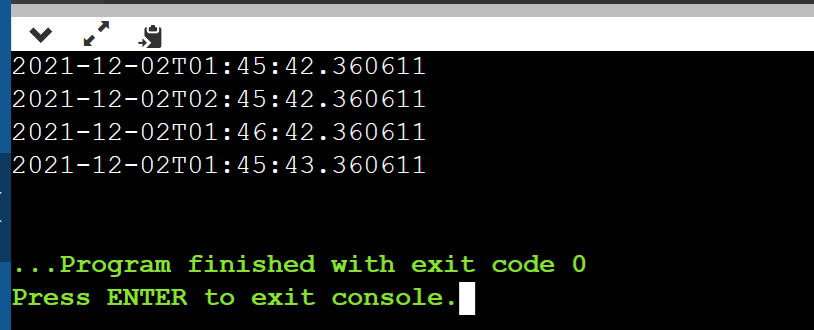 2021-12-02T01:45:42.360611
2021-12-02T02:45:42.360611
2021-12-02T01:46:42.360611
2021-12-02T01:45:43.360611
...Program finished with exit code 0
Press ENTER to exit console.